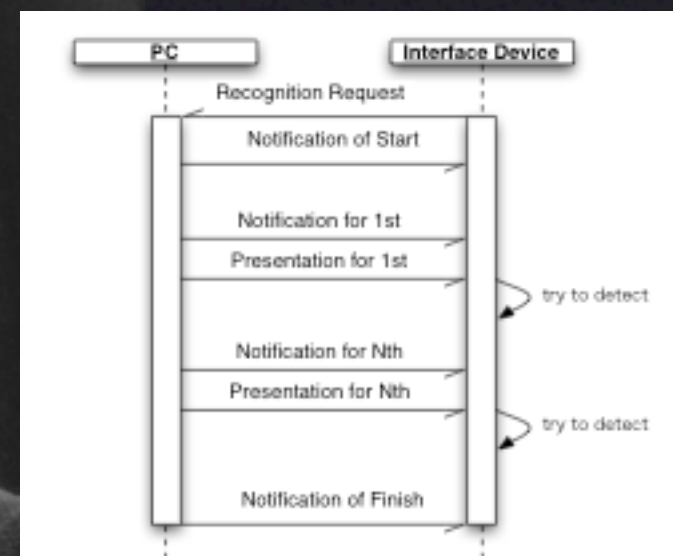 PC
Interface Device
Recognition Request
Notification of Start
Notification for 1st
Presentation for 1st
try to detect
Notification for Nth
Presentation for Nth
try to detect
Notification of Finish